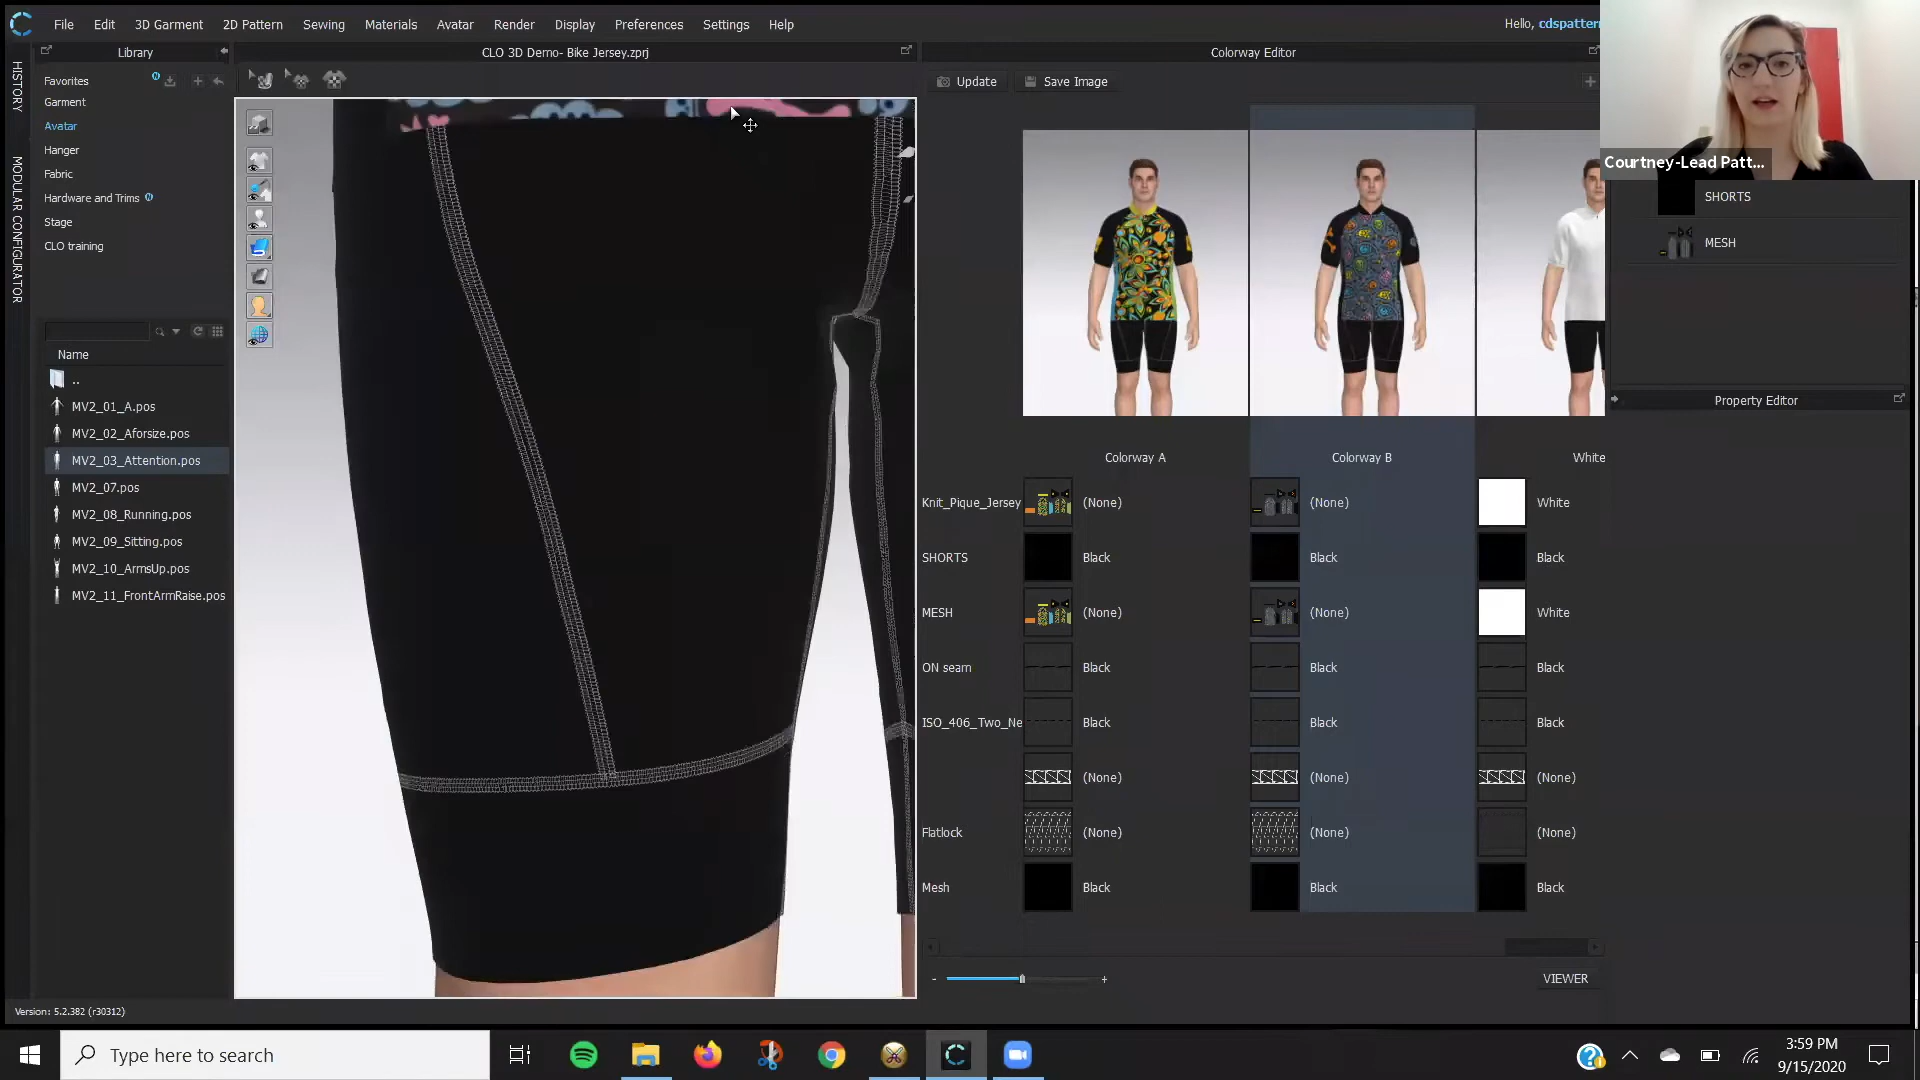 File Edit 3D Garment 2D Pattern Sewing Materials Avatar Render Display Preferences Settings Help
Hello, cdspattern
Library
CLO 3D Demo- Bike Jersey.zprj
Colorway Editor
HISTORY
MODULAR CONFIGURATOR
Favorites
Garment
Avatar
Hanger
Fabric
Hardware and Trims
Stage
CLO training
Name
..
MV2_01_A.pos
MV2_02_Aforsize.pos
MV2_03_Attention.pos
MV2_07.pos
MV2_08_Running.pos
MV2_09_Sitting.pos
MV2_10_ArmsUp.pos
MV2_11_FrontArmRaise.pos
Update Save Image
Courtney-Lead Patt...
SHORTS
MESH
Property Editor
Colorway A Colorway B White
Knit_Pique_Jersey (None) (None) White
SHORTS Black Black Black
MESH (None) (None) White
ON seam Black Black Black
ISO_406_Two_Ne Black Black Black
(None) (None) (None)
Flatlock (None) (None) (None)
Mesh Black Black Black
- + VIEWER
Version: 5.2.382 (r30312)
Type here to search
3:59 PM
9/15/2020